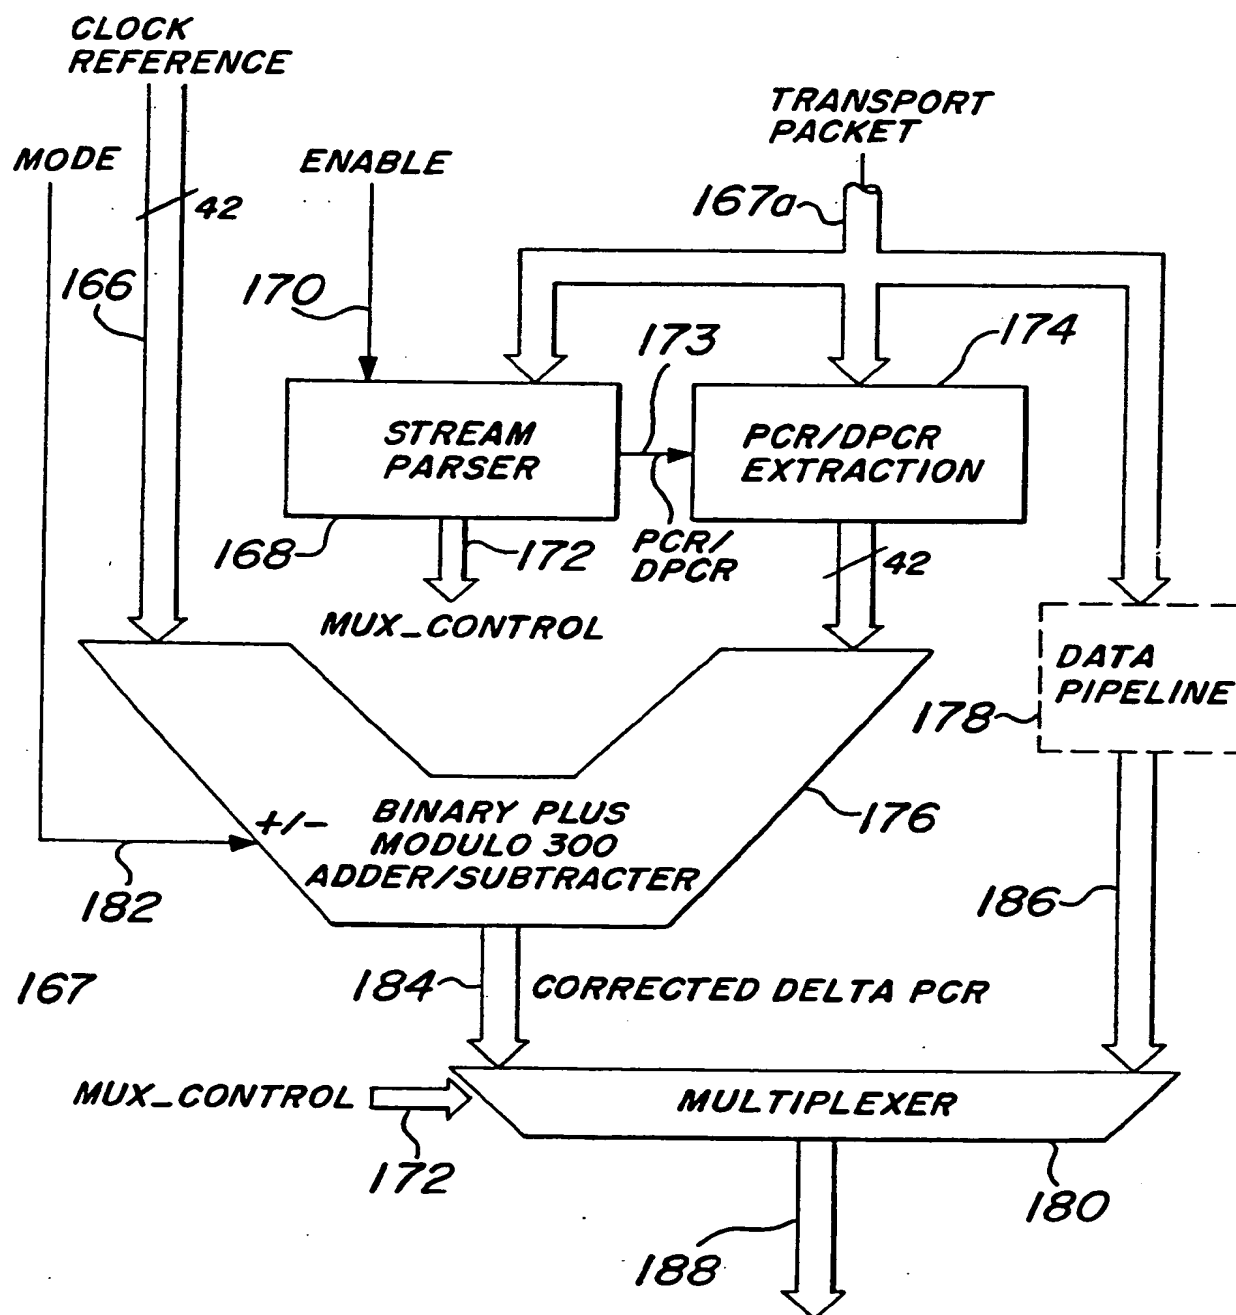 CLOCK
REFERENCE
TRANSPORT
PACKET
MODE
ENABLE
42
167a
166
170
173
174
STREAM
PARSER
PCR/DPCR
EXTRACTION
168
172
PCR/
DPCR
42
MUX_CONTROL
DATA
PIPELINE
178
+/-
BINARY PLUS
MODULO 300
ADDER/SUBTRACTER
176
182
186
167
184
CORRECTED DELTA PCR
MUX_CONTROL
MULTIPLEXER
172
180
188